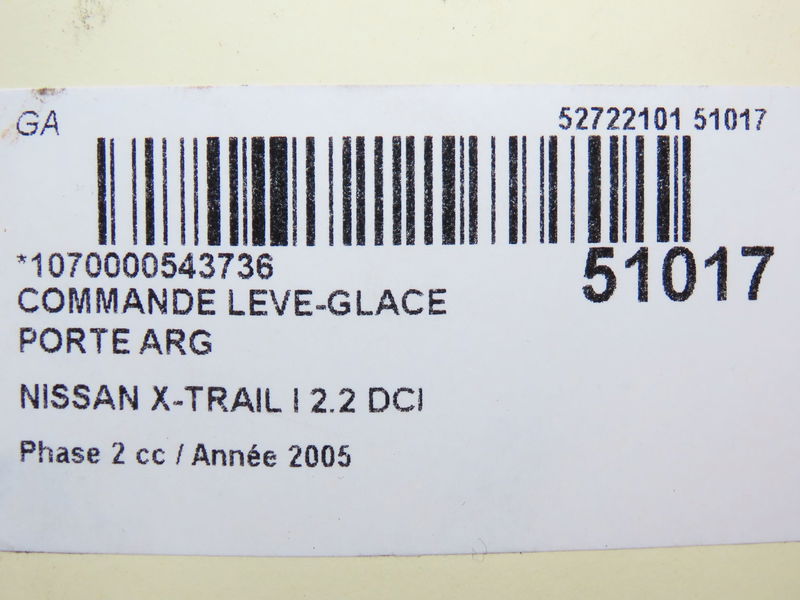 GA
52722101 51017
*1070000543736
51017
COMMANDE LEVE-GLACE
PORTE ARG
NISSAN X-TRAIL I 2.2 DCI
Phase 2 cc / Année 2005